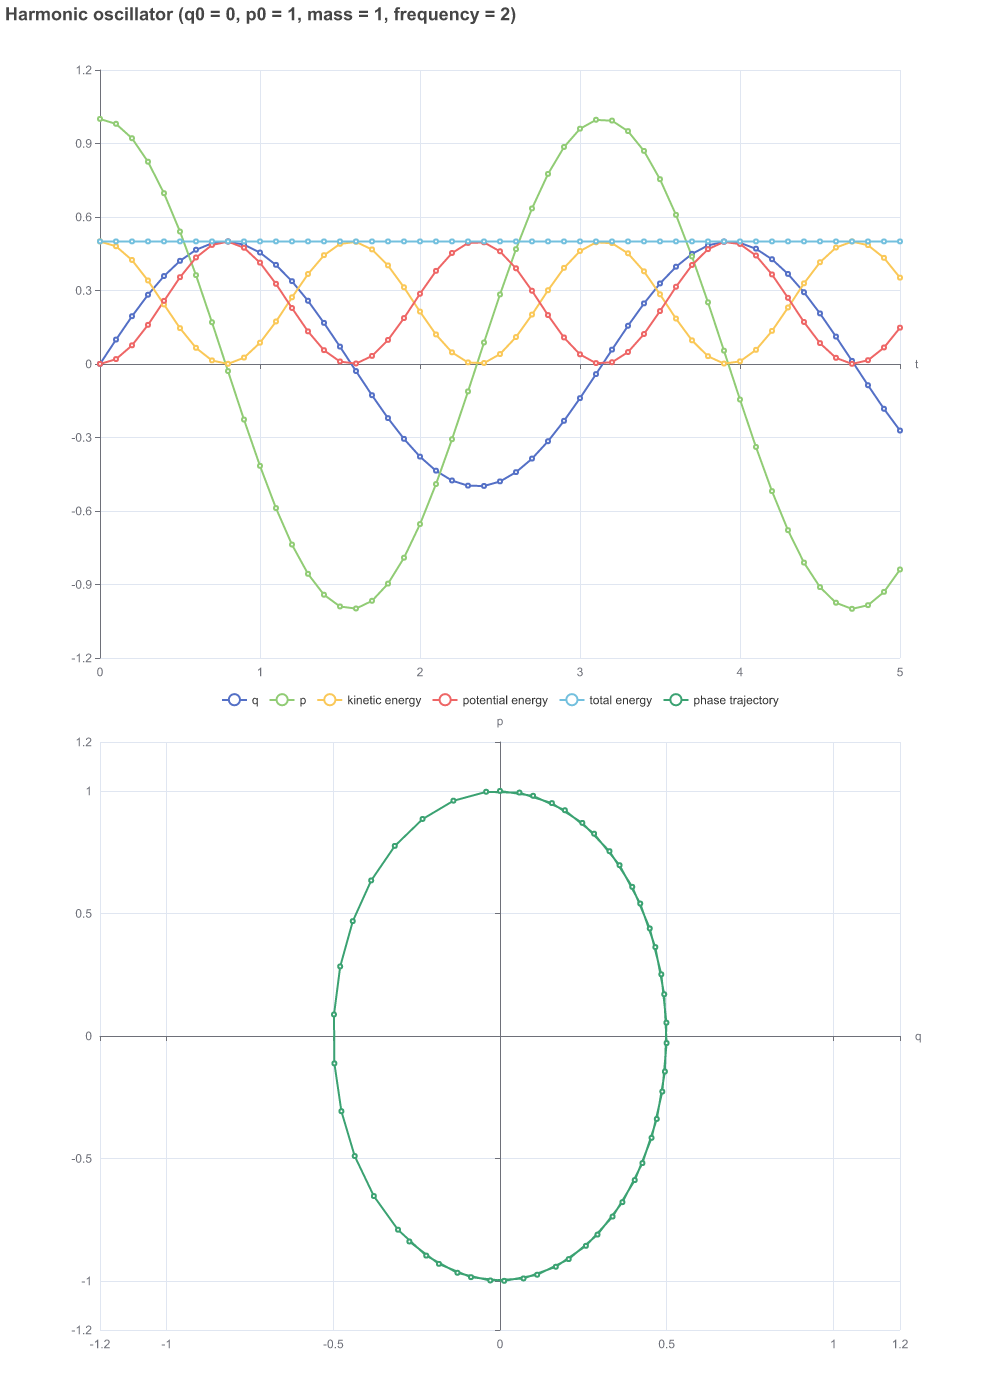 Harmonic oscillator (q0 = 0, p0 = 1, mass = 1, frequency = 2)
1.2
0.9
0.6
0.3
0
t
-0.3
-0.6
-0.9
-1.2
0 1 2 3 4 5
q p kinetic energy potential energy total energy phase trajectory
p
1.2
1
0.5
0
q
-0.5
-1
-1.2
-1.2 -1 -0.5 0 0.5 1 1.2